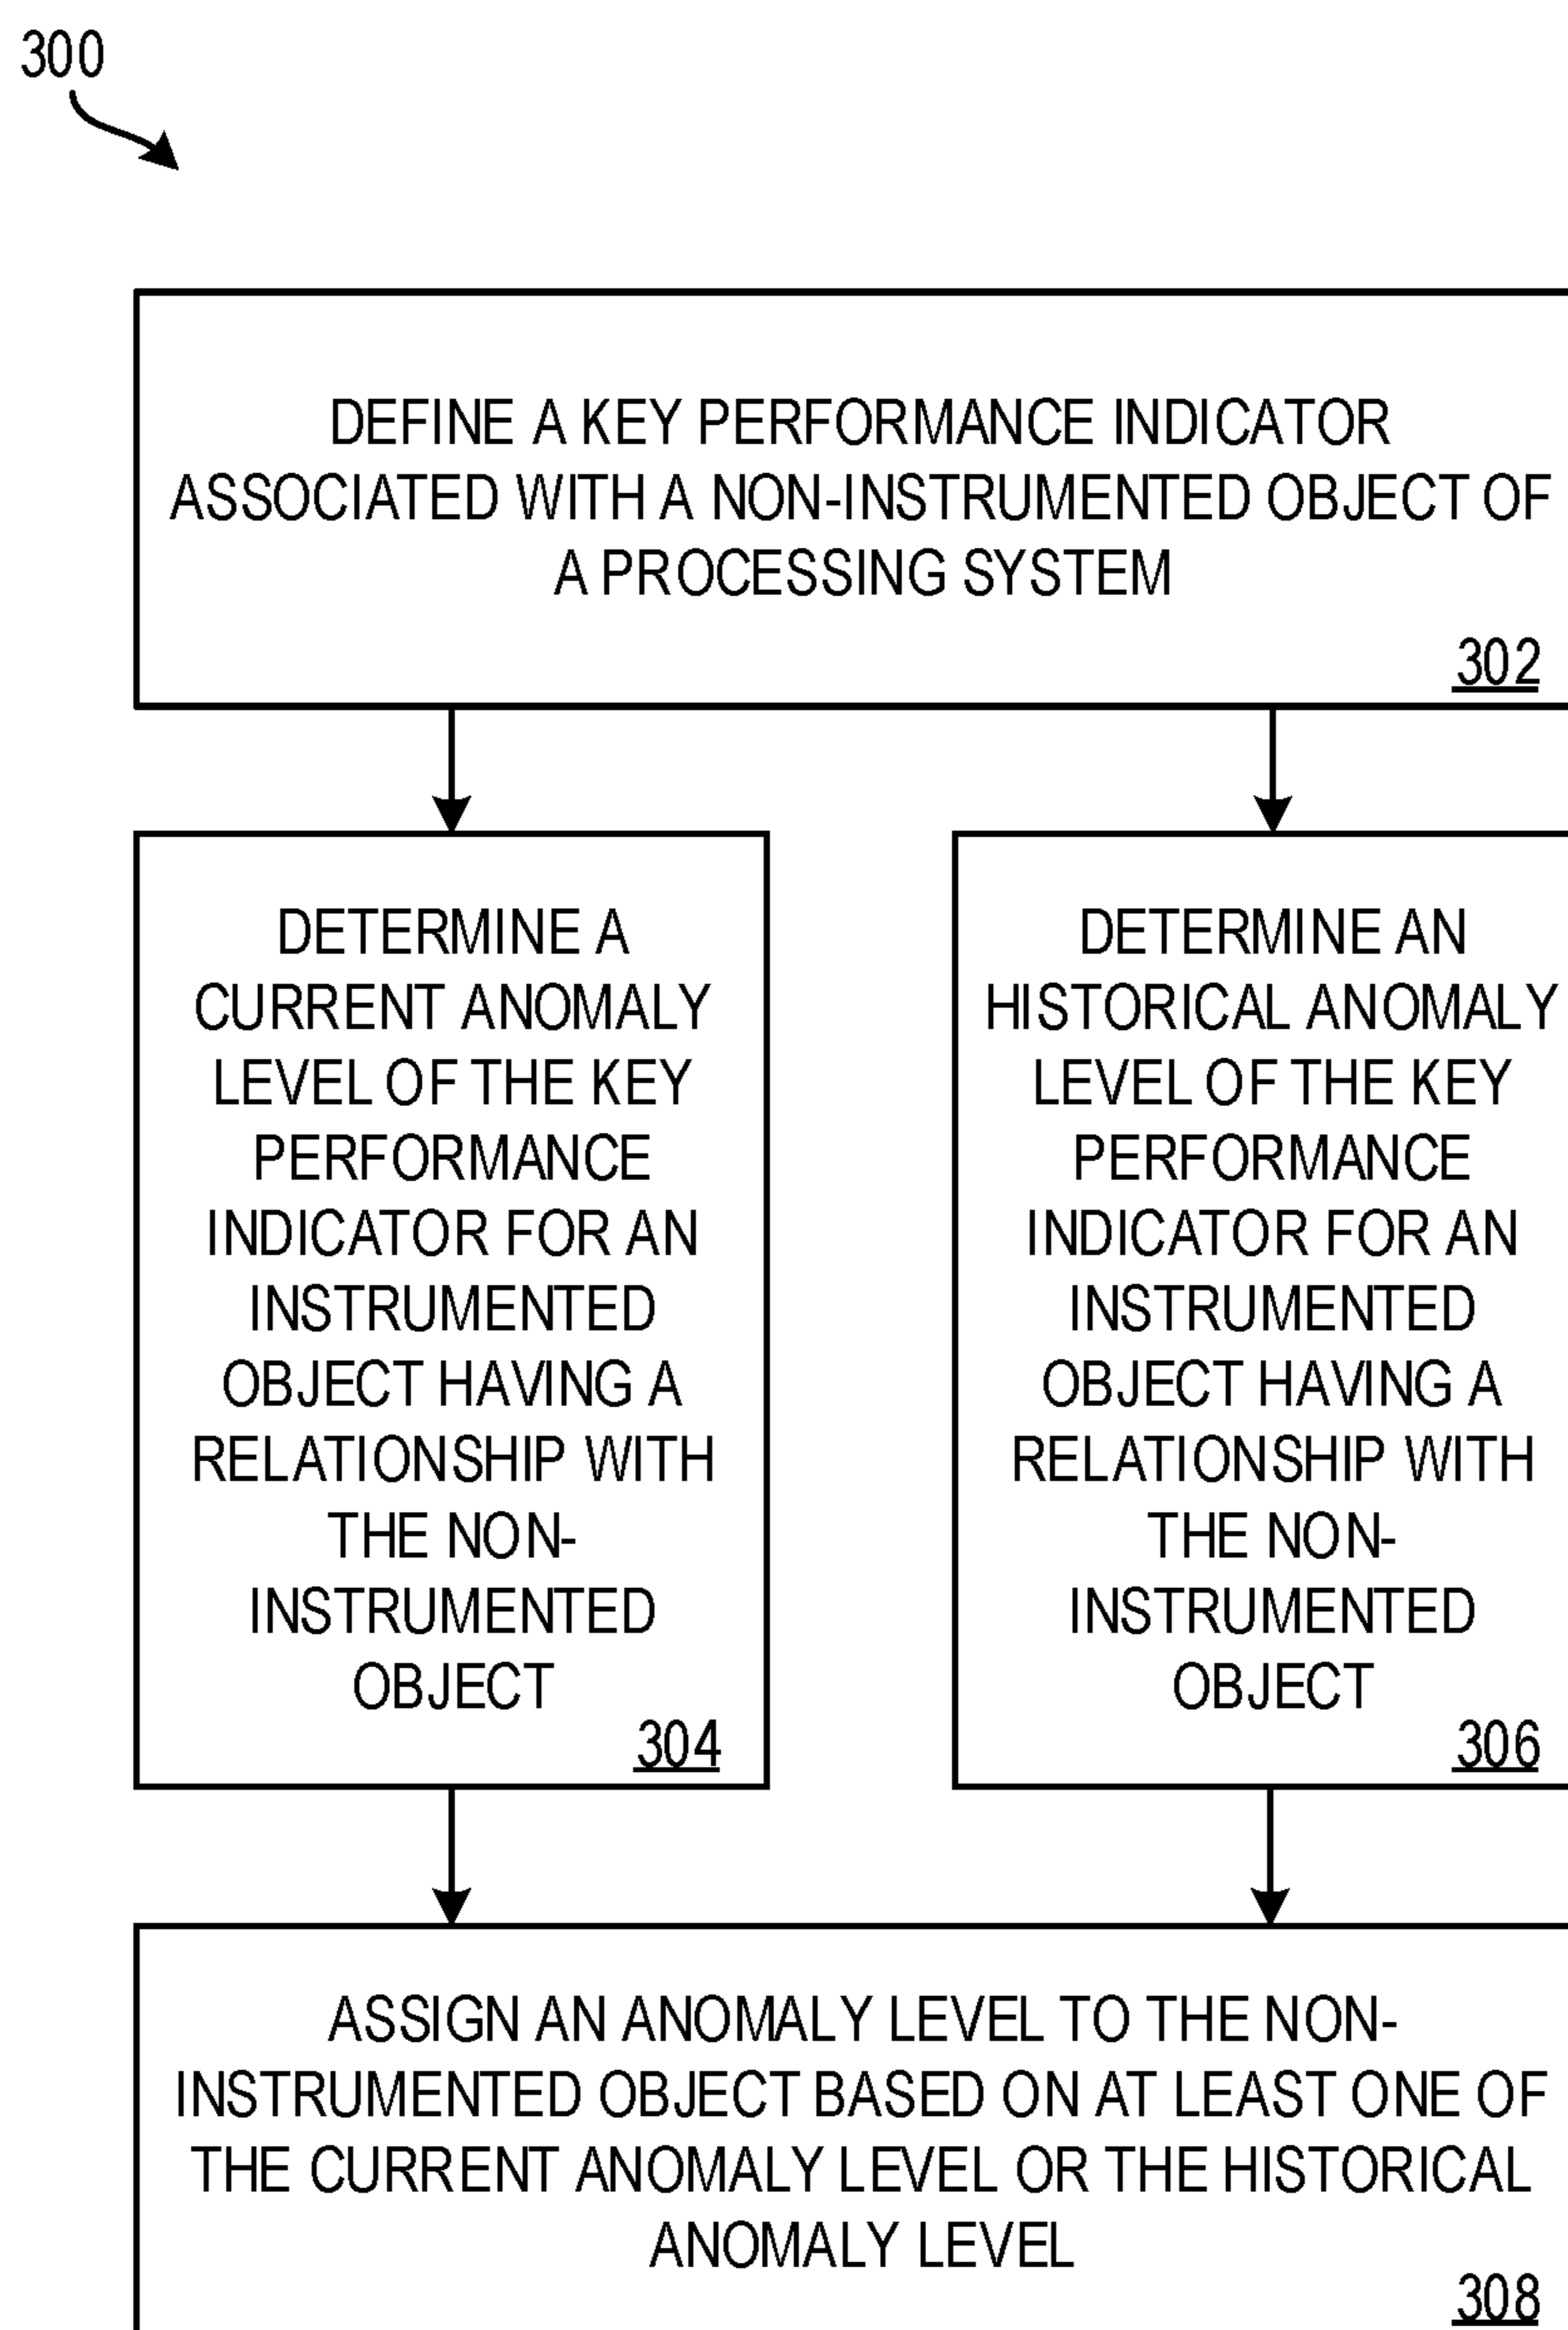 300
DEFINE A KEY PERFORMANCE INDICATOR
ASSOCIATED WITH A NON-INSTRUMENTED OBJECT OF
A PROCESSING SYSTEM
302
DETERMINE A
CURRENT ANOMALY
LEVEL OF THE KEY
PERFORMANCE
INDICATOR FOR AN
INSTRUMENTED
OBJECT HAVING A
RELATIONSHIP WITH
THE NON-
INSTRUMENTED
OBJECT
304
DETERMINE AN
HISTORICAL ANOMALY
LEVEL OF THE KEY
PERFORMANCE
INDICATOR FOR AN
INSTRUMENTED
OBJECT HAVING A
RELATIONSHIP WITH
THE NON-
INSTRUMENTED
OBJECT
306
ASSIGN AN ANOMALY LEVEL TO THE NON-
INSTRUMENTED OBJECT BASED ON AT LEAST ONE OF
THE CURRENT ANOMALY LEVEL OR THE HISTORICAL
ANOMALY LEVEL
308